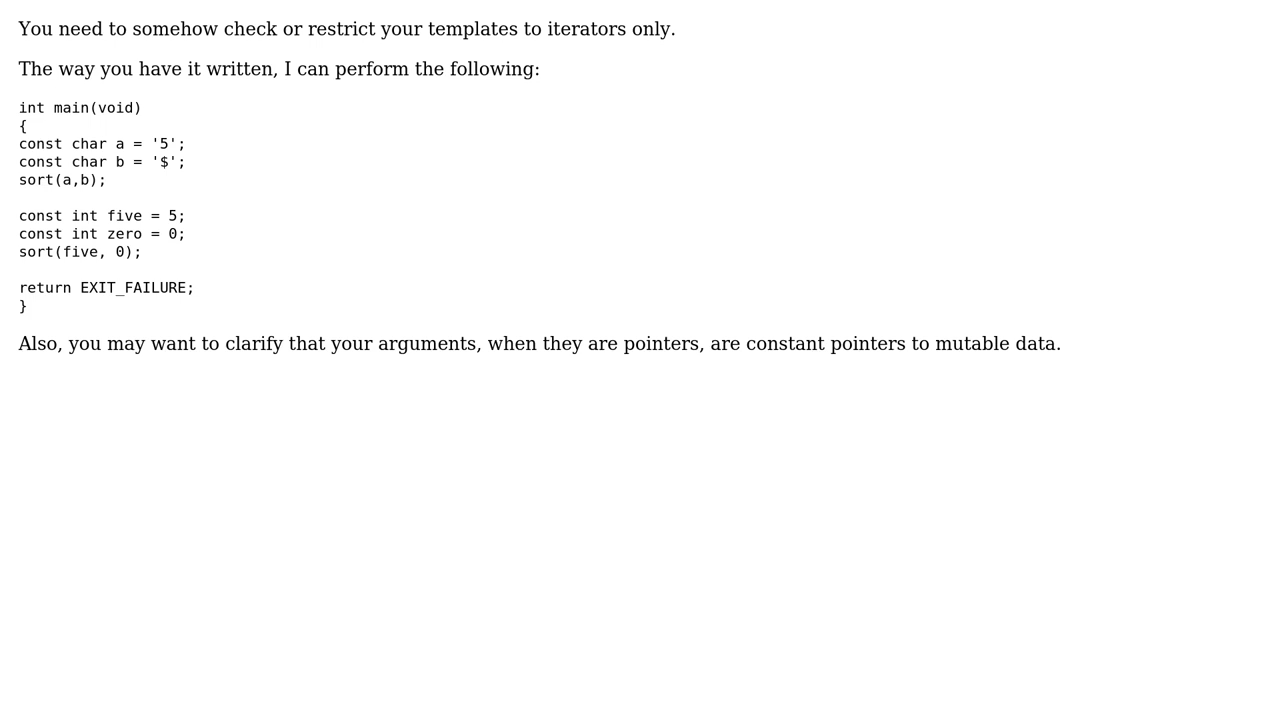 You need to somehow check or restrict your templates to iterators only.
The way you have it written, I can perform the following:
int main(void)
{
const char a = '5';
const char b = '$';
sort(a,b);
const int five = 5;
const int zero = 0;
sort(five, 0);
return EXIT_FAILURE;
}
Also, you may want to clarify that your arguments, when they are pointers, are constant pointers to mutable data.